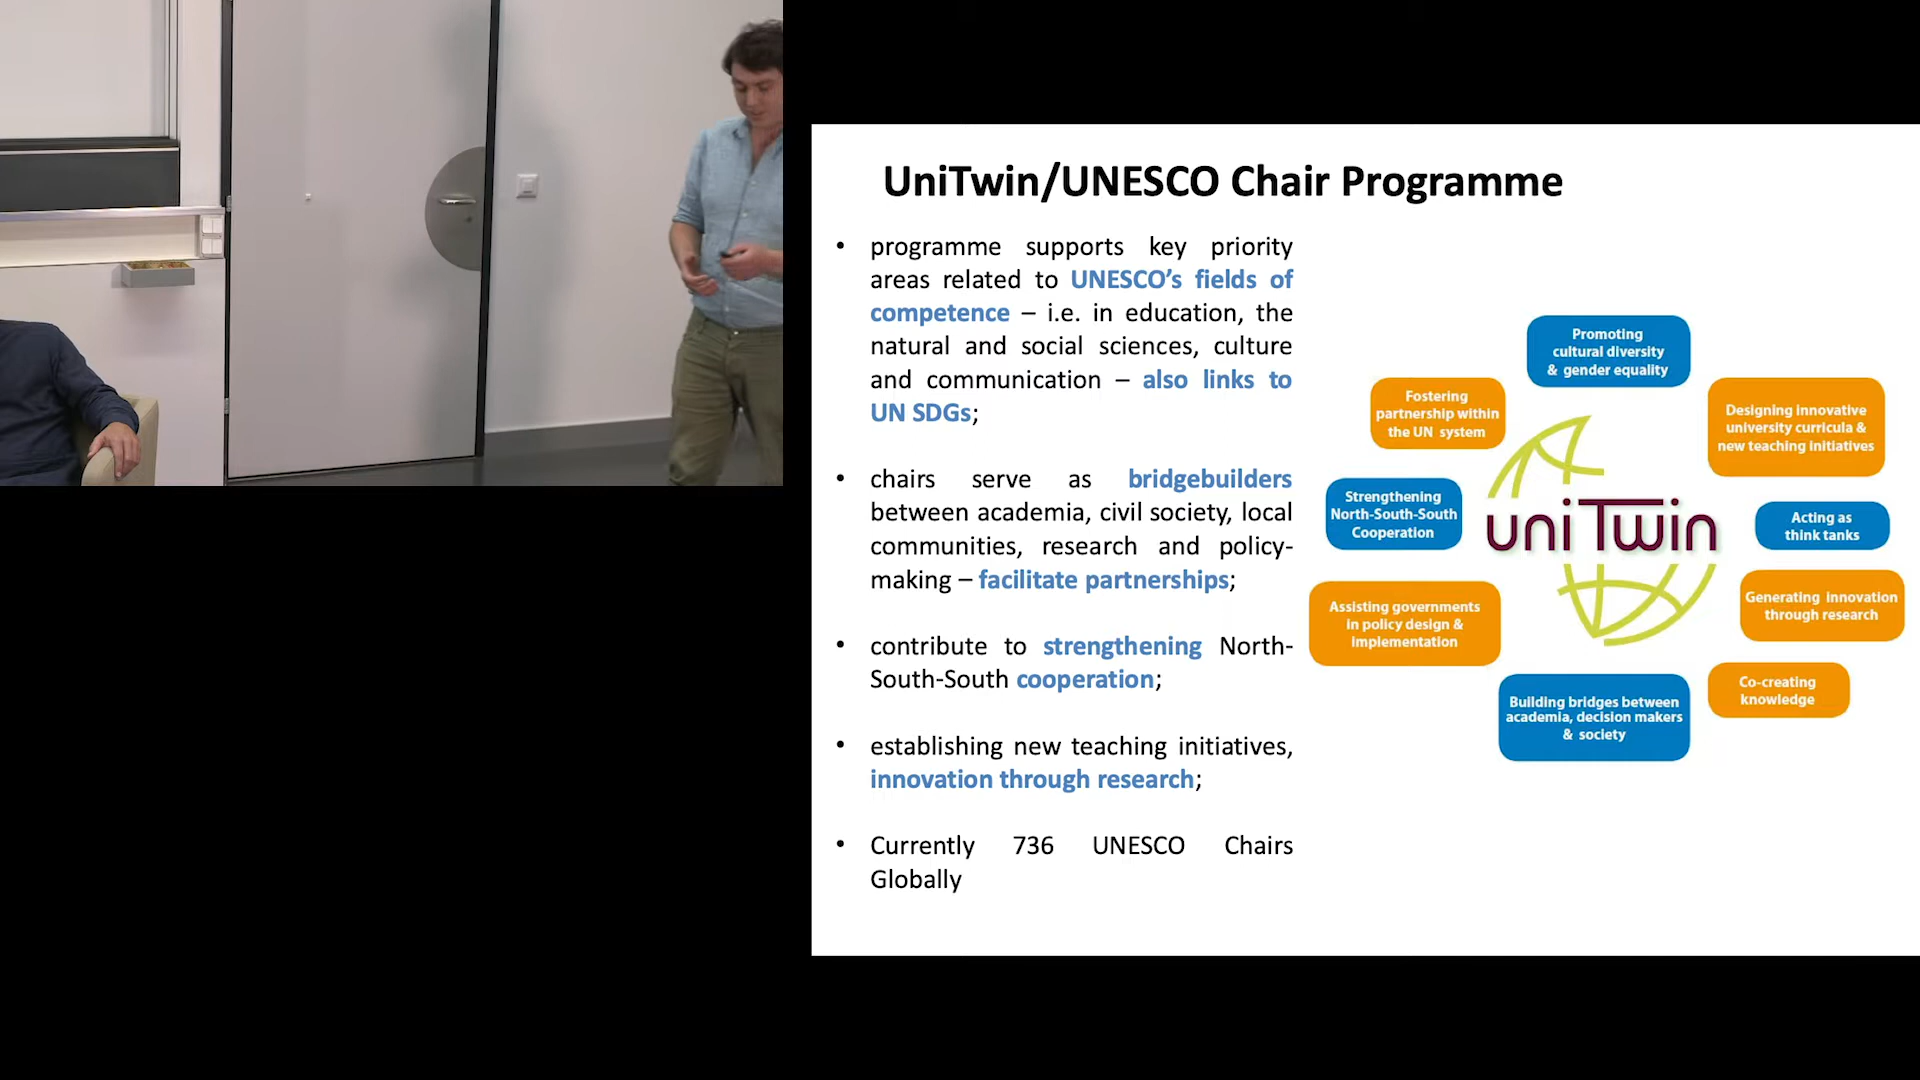 UniTwin/UNESCO Chair Programme
• programme supports key priority
areas related to UNESCO’s fields of
competence – i.e. in education, the
natural and social sciences, culture
and communication – also links to
UN SDGs;
• chairs serve as bridgebuilders
between academia, civil society, local
communities, research and policy-
making – facilitate partnerships;
• contribute to strengthening North-
South-South cooperation;
• establishing new teaching initiatives,
innovation through research;
• Currently 736 UNESCO Chairs
Globally
Promoting
cultural diversity
& gender equality
Fostering
partnership within
the UN system
Designing innovative
university curricula &
new teaching initiatives
Strengthening
North-South-South
Cooperation
uniTwin
Acting as
think tanks
Assisting governments
in policy design &
implementation
Generating innovation
through research
Building bridges between
academia, decision makers
& society
Co-creating
knowledge